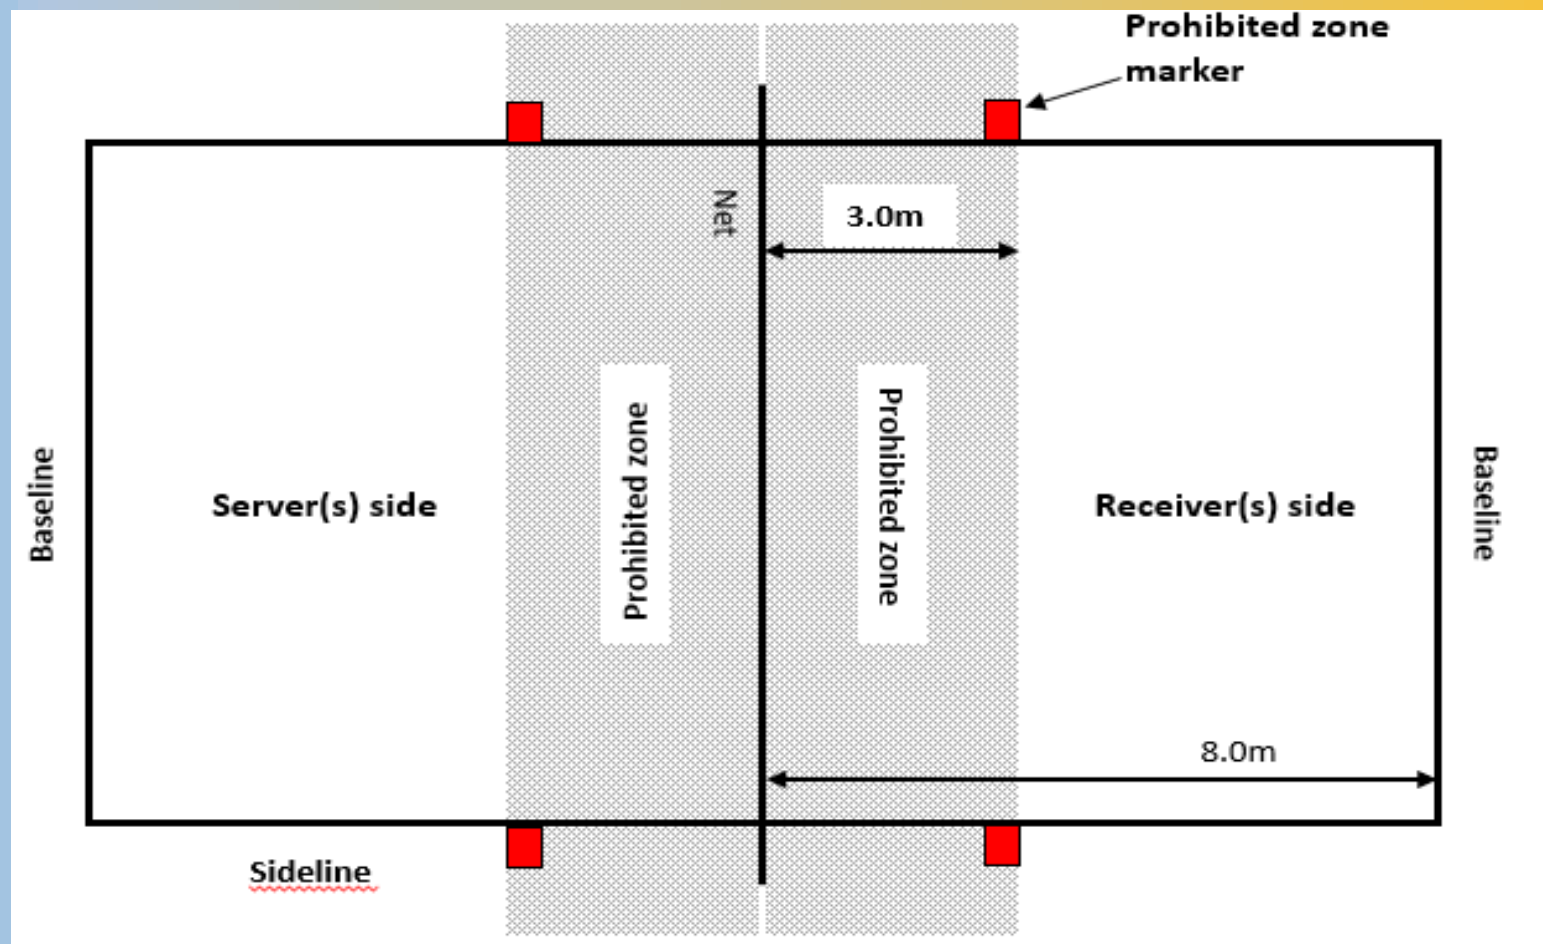 Prohibited zone
marker
Net
3.0m
Prohibited zone
Prohibited zone
Baseline
Server(s) side
Receiver(s) side
Baseline
8.0m
Sideline